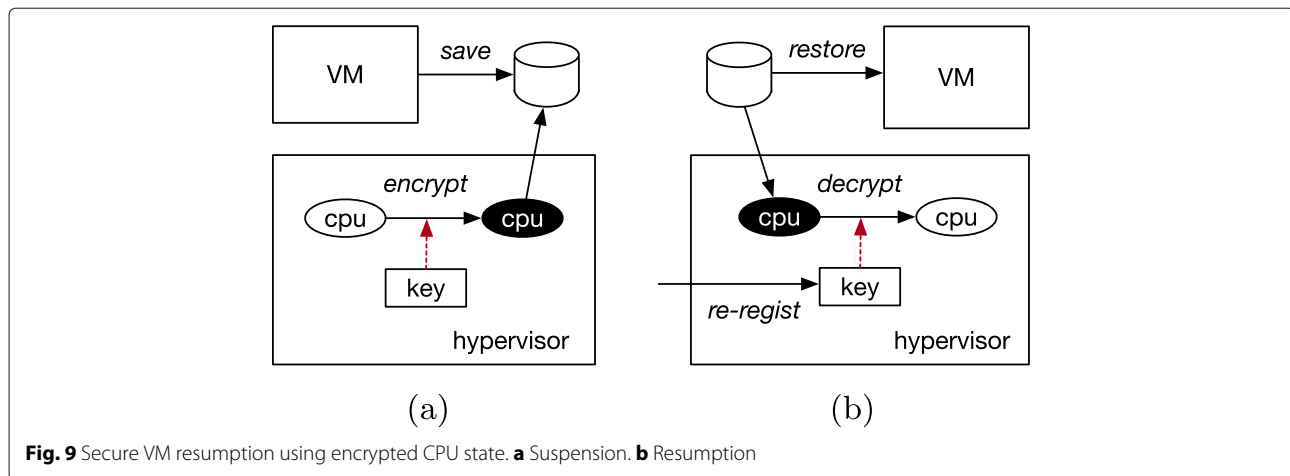 save
VM
encrypt
cpu
cpu
key
hypervisor
(a)
restore
VM
decrypt
cpu
cpu
key
re-regist
hypervisor
(b)
Fig. 9 Secure VM resumption using encrypted CPU state. a Suspension. b Resumption